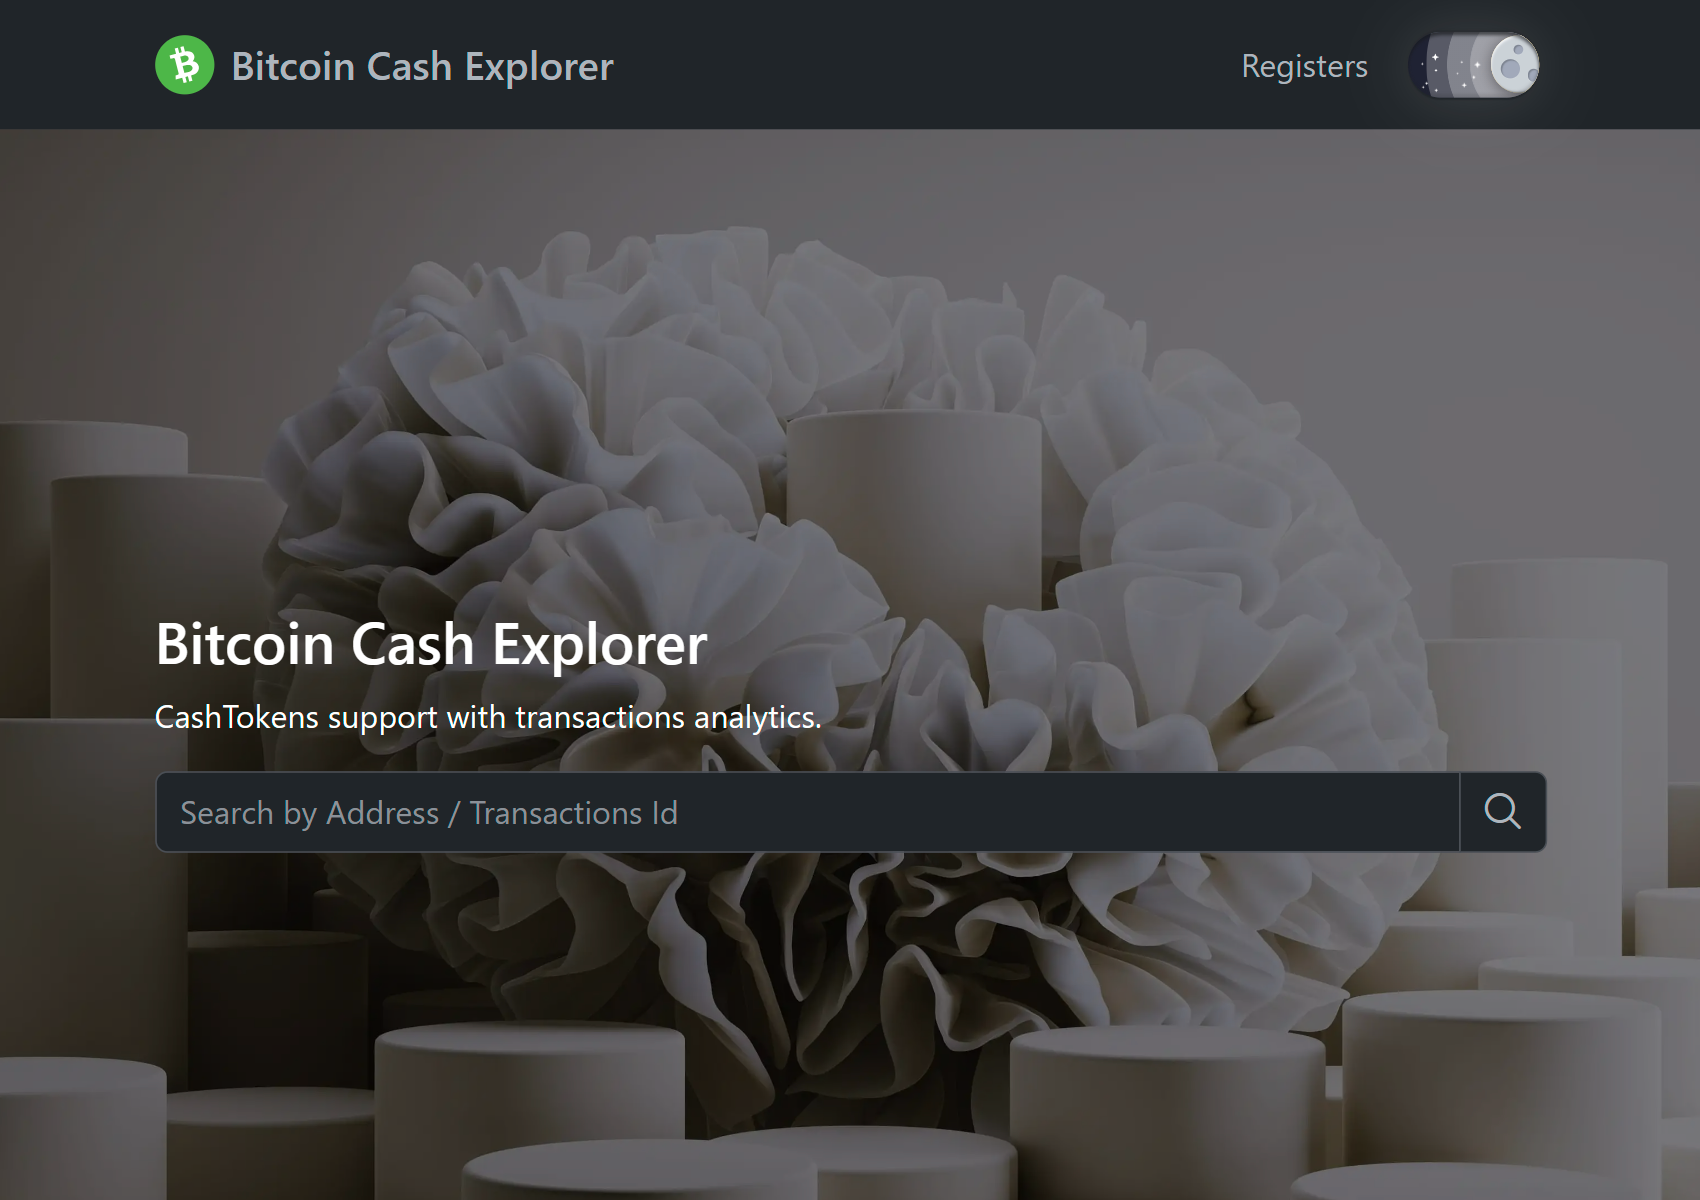 Bitcoin Cash Explorer
Registers
Bitcoin Cash Explorer
CashTokens support with transactions analytics.
Search by Address / Transactions Id